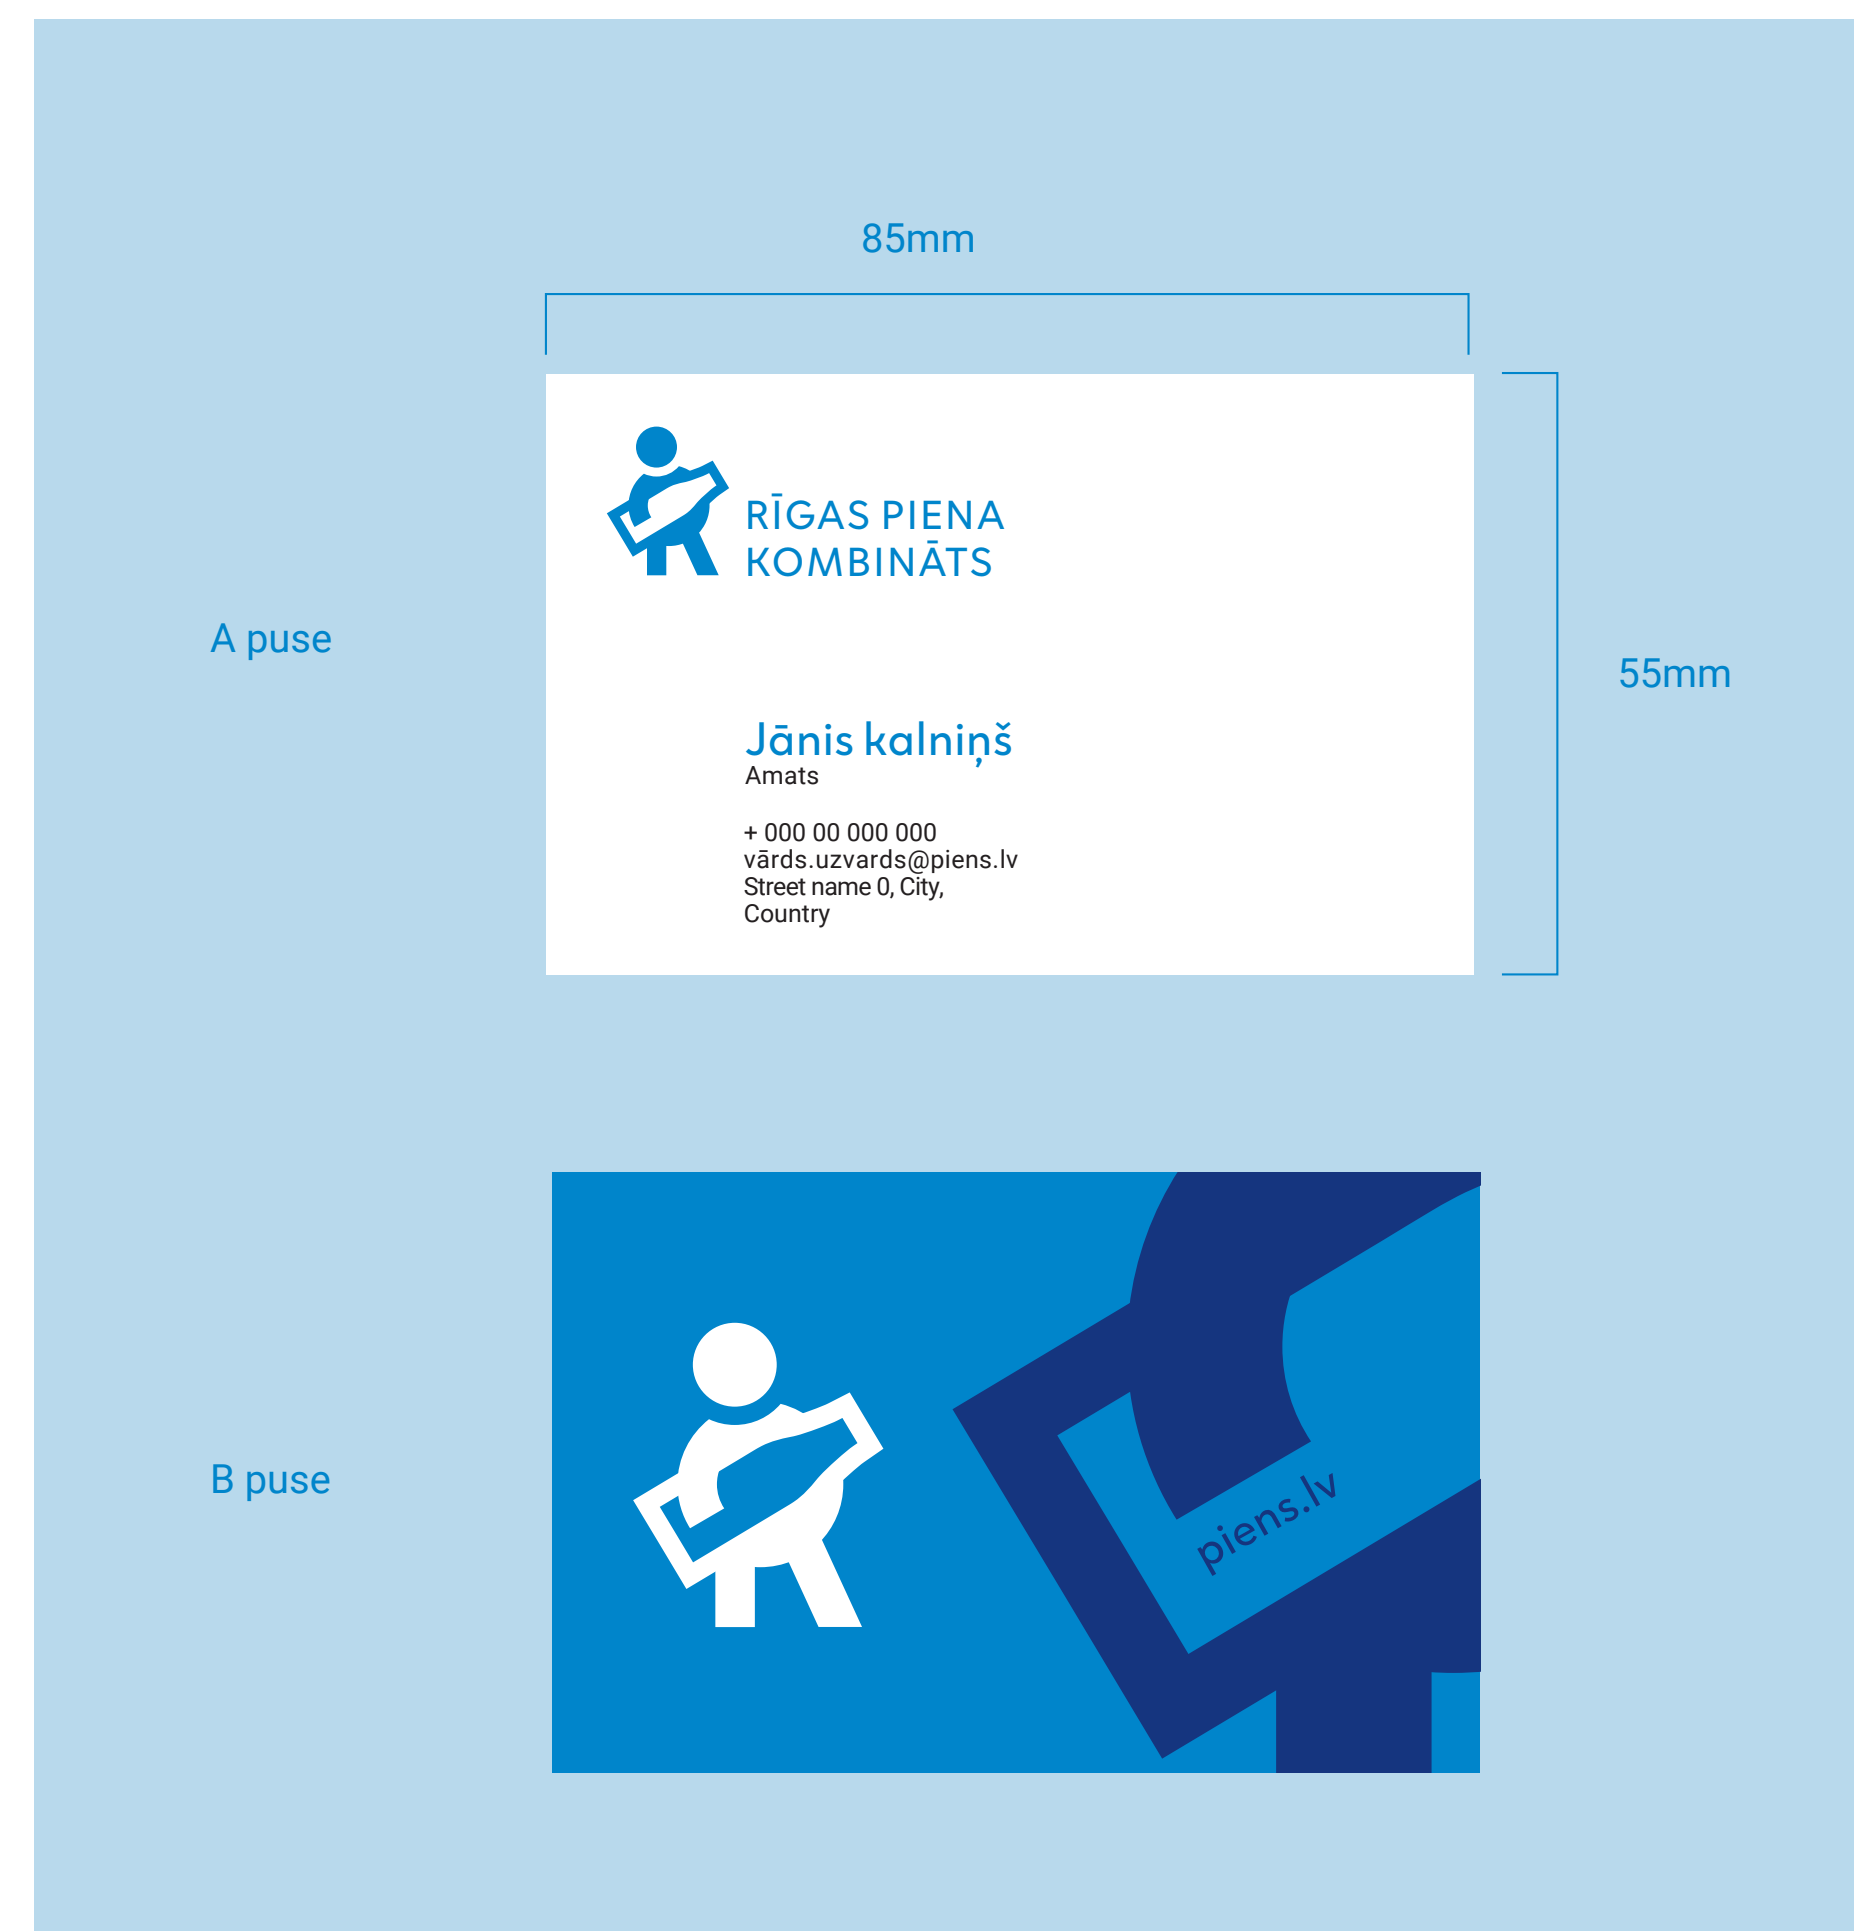 85mm
RĪGAS PIENA
KOMBINĀTS
A puse
55mm
Jānis kalniņš
Amats
+ 000 00 000 000
vārds.uzvards@piens.lv
Street name 0, City,
Country
B puse
piens.lv